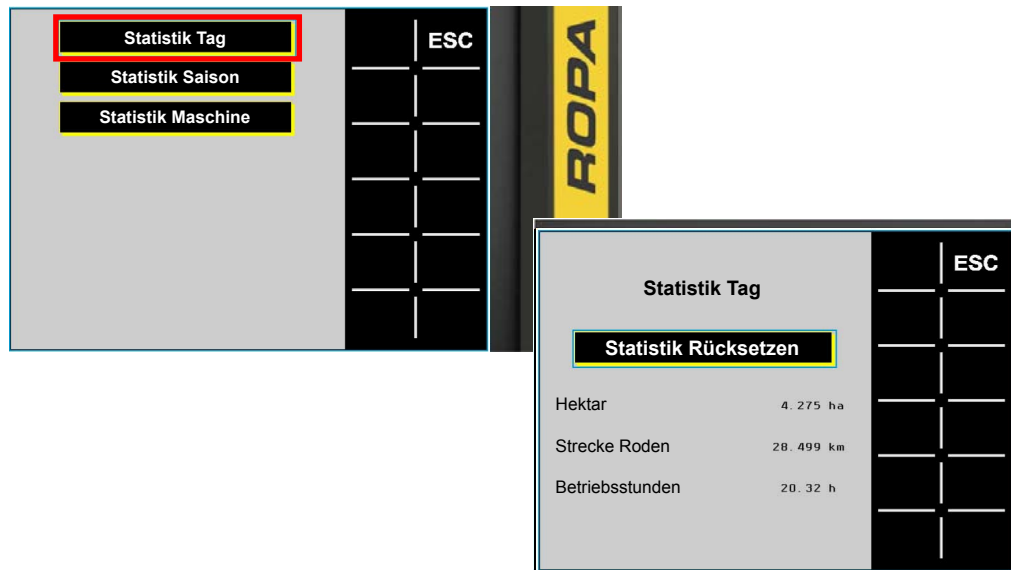 Statistik Tag
ESC
Statistik Saison
Statistik Maschine
ROPA
ESC
Statistik Tag
Statistik Rücksetzen
Hektar 4.275 ha
Strecke Roden 28.499 km
Betriebsstunden 20.32 h